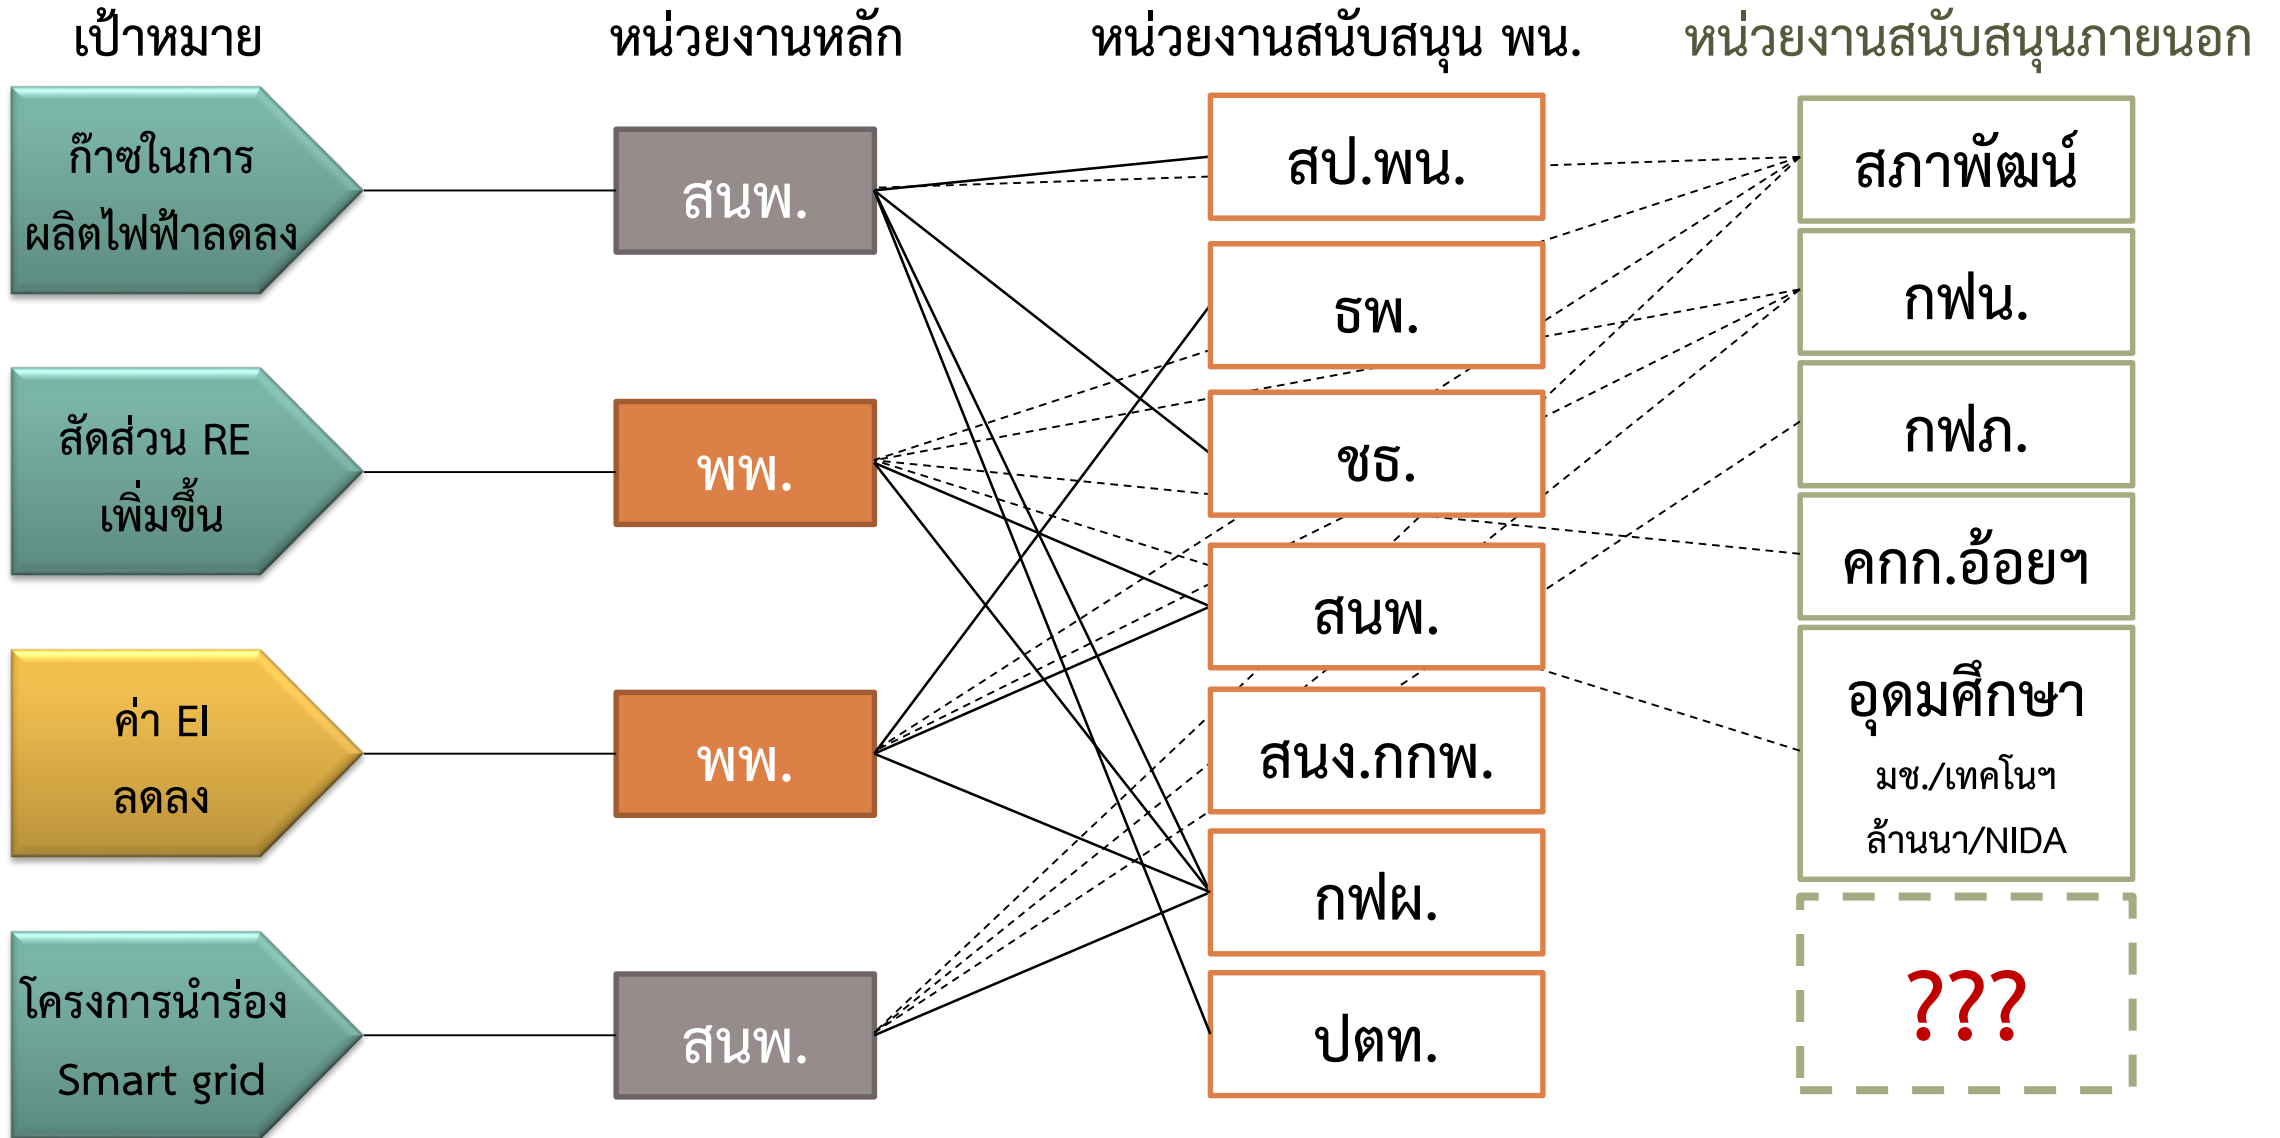 เป้าหมาย
หน่วยงานหลัก
หน่วยงานสนับสนุน พน.
หน่วยงานสนับสนุนภายนอก
ก๊าซในการ
ผลิตไฟฟ้าลดลง
สัดส่วน RE
เพิ่มขึ้น
ค่า EI
ลดลง
โครงการนำร่อง
Smart grid
สนพ.
พพ.
พพ.
สนพ.
สป.พน.
ธพ.
ชธ.
สนพ.
สนง.กกพ.
กฟผ.
ปตท.
สภาพัฒน์
กฟน.
กฟภ.
คกก.อ้อยฯ
อุดมศึกษา
มช./เทคโนฯ
ล้านนา/NIDA
???